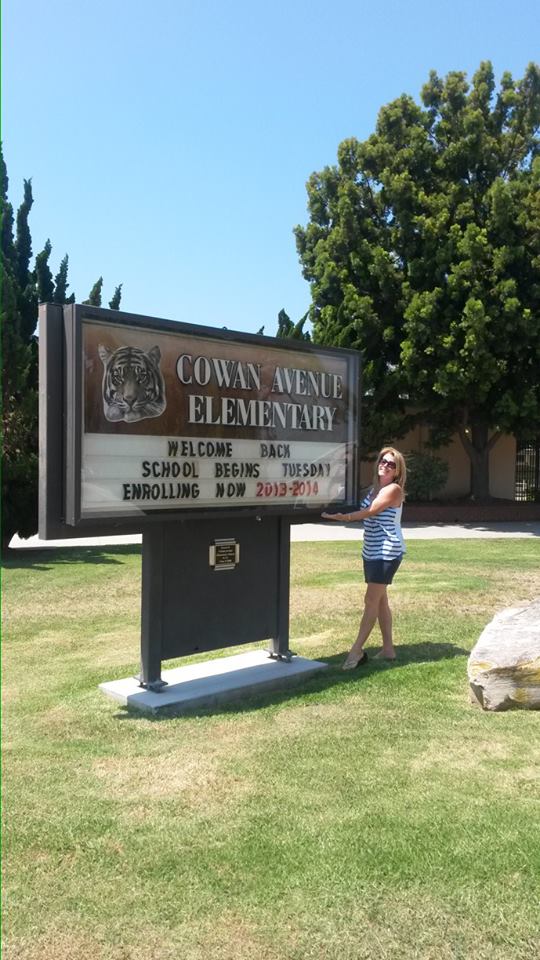 COWAN AVENUE
ELEMENTARY
WELCOME BACK
SCHOOL BEGINS TUESDAY
ENROLLING NOW 2013-2014